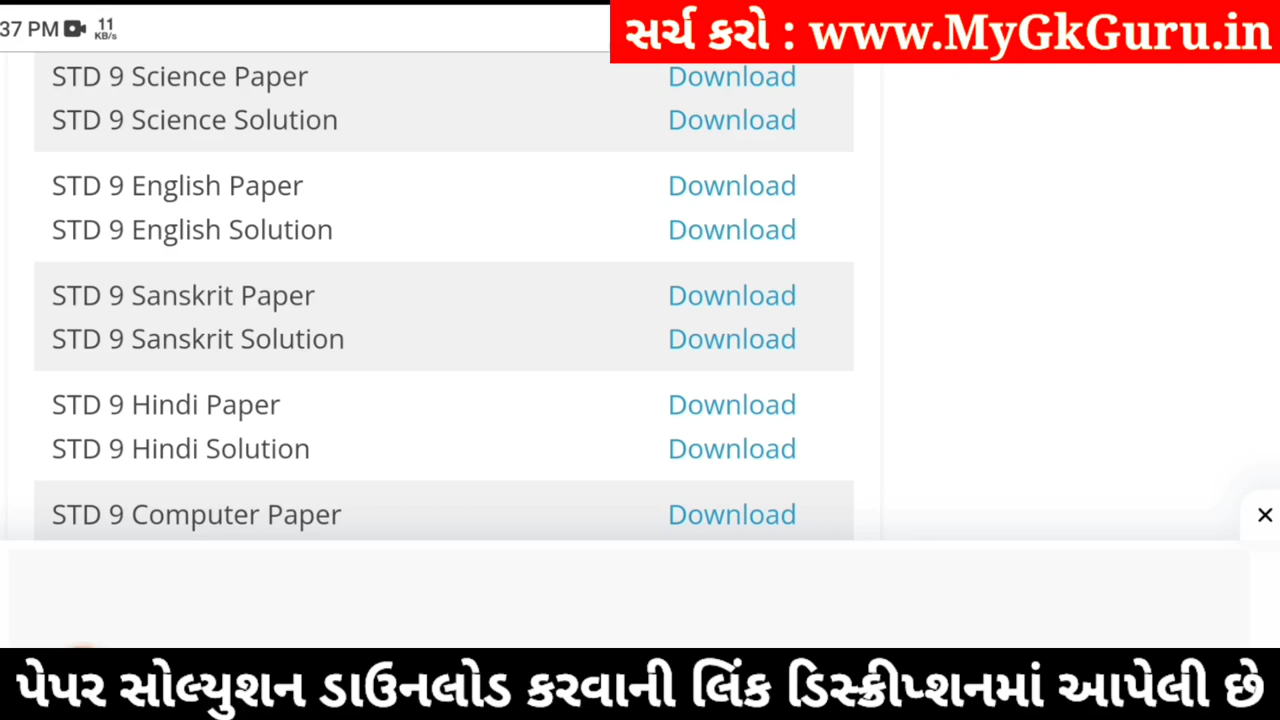 37 PM 11 KB/s
સર્ચ કરો : www.MyGkGuru.in
STD 9 Science Paper Download
STD 9 Science Solution Download
STD 9 English Paper Download
STD 9 English Solution Download
STD 9 Sanskrit Paper Download
STD 9 Sanskrit Solution Download
STD 9 Hindi Paper Download
STD 9 Hindi Solution Download
STD 9 Computer Paper Download
પેપર સોલ્યુશન ડાઉનલોડ કરવાની લિંક ડિસ્ક્રીપ્શનમાં આપેલી છે